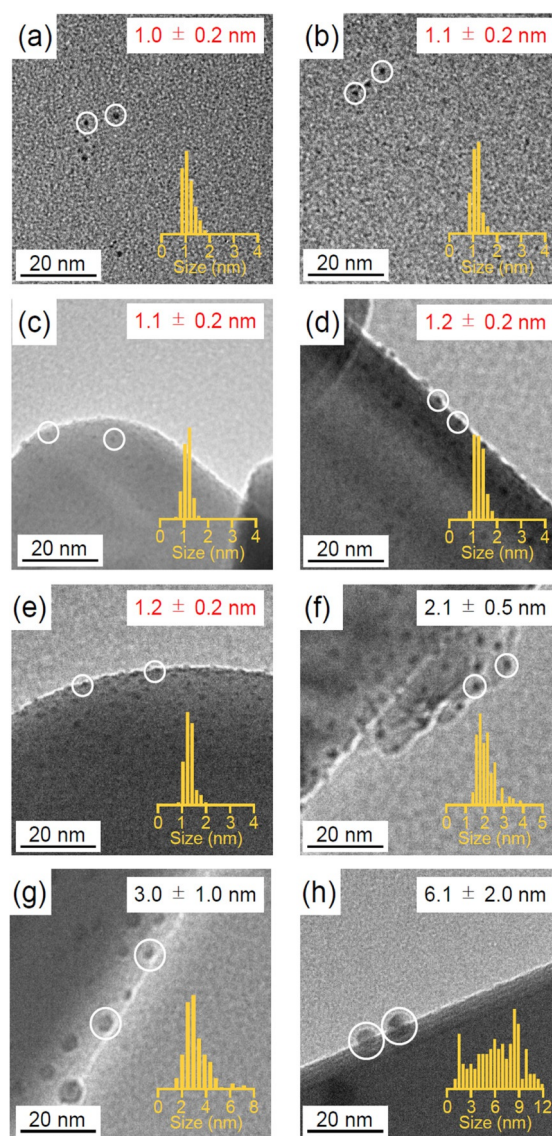 (a)
1.0 ± 0.2 nm
0 1 2 3 4
Size (nm)
20 nm
(b)
1.1 ± 0.2 nm
0 1 2 3 4
Size (nm)
20 nm
(c)
1.1 ± 0.2 nm
0 1 2 3 4
Size (nm)
20 nm
(d)
1.2 ± 0.2 nm
0 1 2 3 4
Size (nm)
20 nm
(e)
1.2 ± 0.2 nm
0 1 2 3 4
Size (nm)
20 nm
(f)
2.1 ± 0.5 nm
0 1 2 3 4 5
Size (nm)
20 nm
(g)
3.0 ± 1.0 nm
0 2 4 6 8
Size (nm)
20 nm
(h)
6.1 ± 2.0 nm
0 3 6 9 12
Size (nm)
20 nm